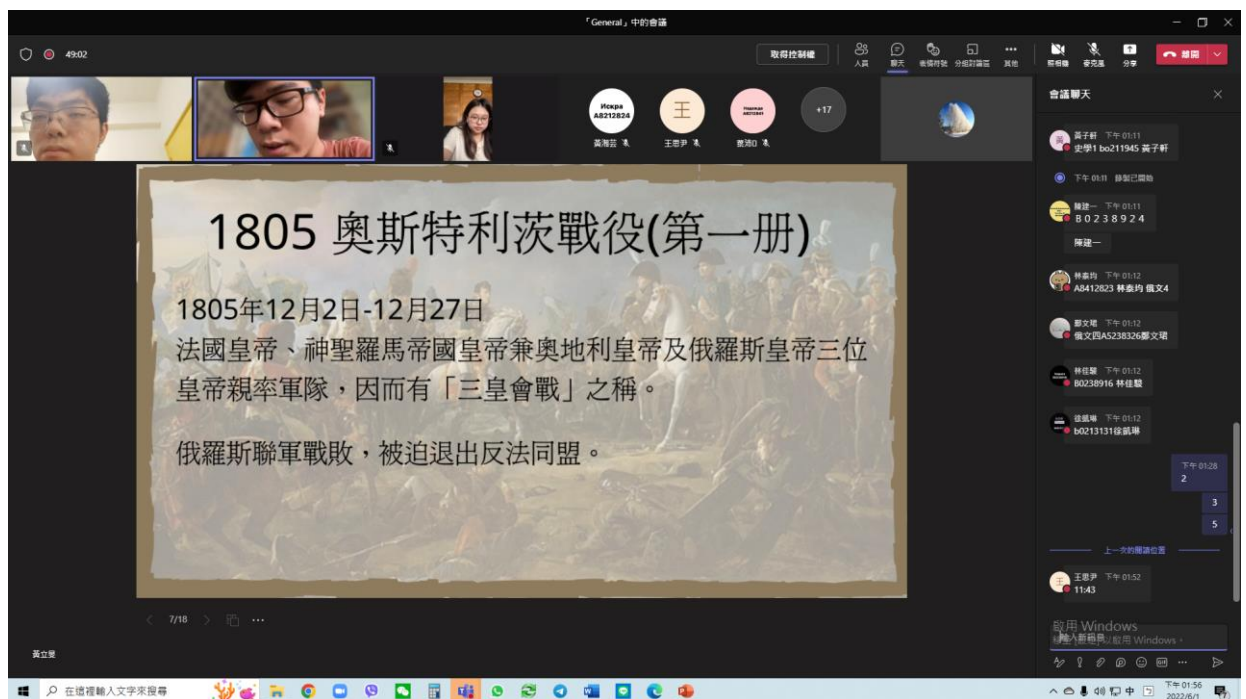 「General」中的會議
49:02
取得控制權
人員
聊天
老師符號
分組討論區
其他
照相機
麥克風
分享
離開
Искра
A8212824
王
+17
王思尹
會議聊天
黃
黃子軒 下午 01:11
史學1 bo211945 黃子軒
下午 01:11 錄製已開始
陳建一 下午 01:11
B0238924
陳建一
林泰均 下午 01:12
A8412823 林泰均 俄文4
鄭文珺 下午 01:12
俄文四A5238326鄭文珺
林佳駿 下午 01:12
B0238916 林佳駿
徐凱琳 下午 01:12
b0213131徐凱琳
下午 01:28
2
3
5
上一次的閱讀位置
王
王思尹 下午 01:52
11:43
1805 奧斯特利茨戰役(第一册)
1805年12月2日-12月27日
法國皇帝、神聖羅馬帝國皇帝兼奧地利皇帝及俄羅斯皇帝三位
皇帝親率軍隊，因而有「三皇會戰」之稱。
俄羅斯聯軍戰敗，被迫退出反法同盟。
7/18
啟用 Windows
在這裡輸入文字來搜尋
中
下午 01:56
2022/6/1